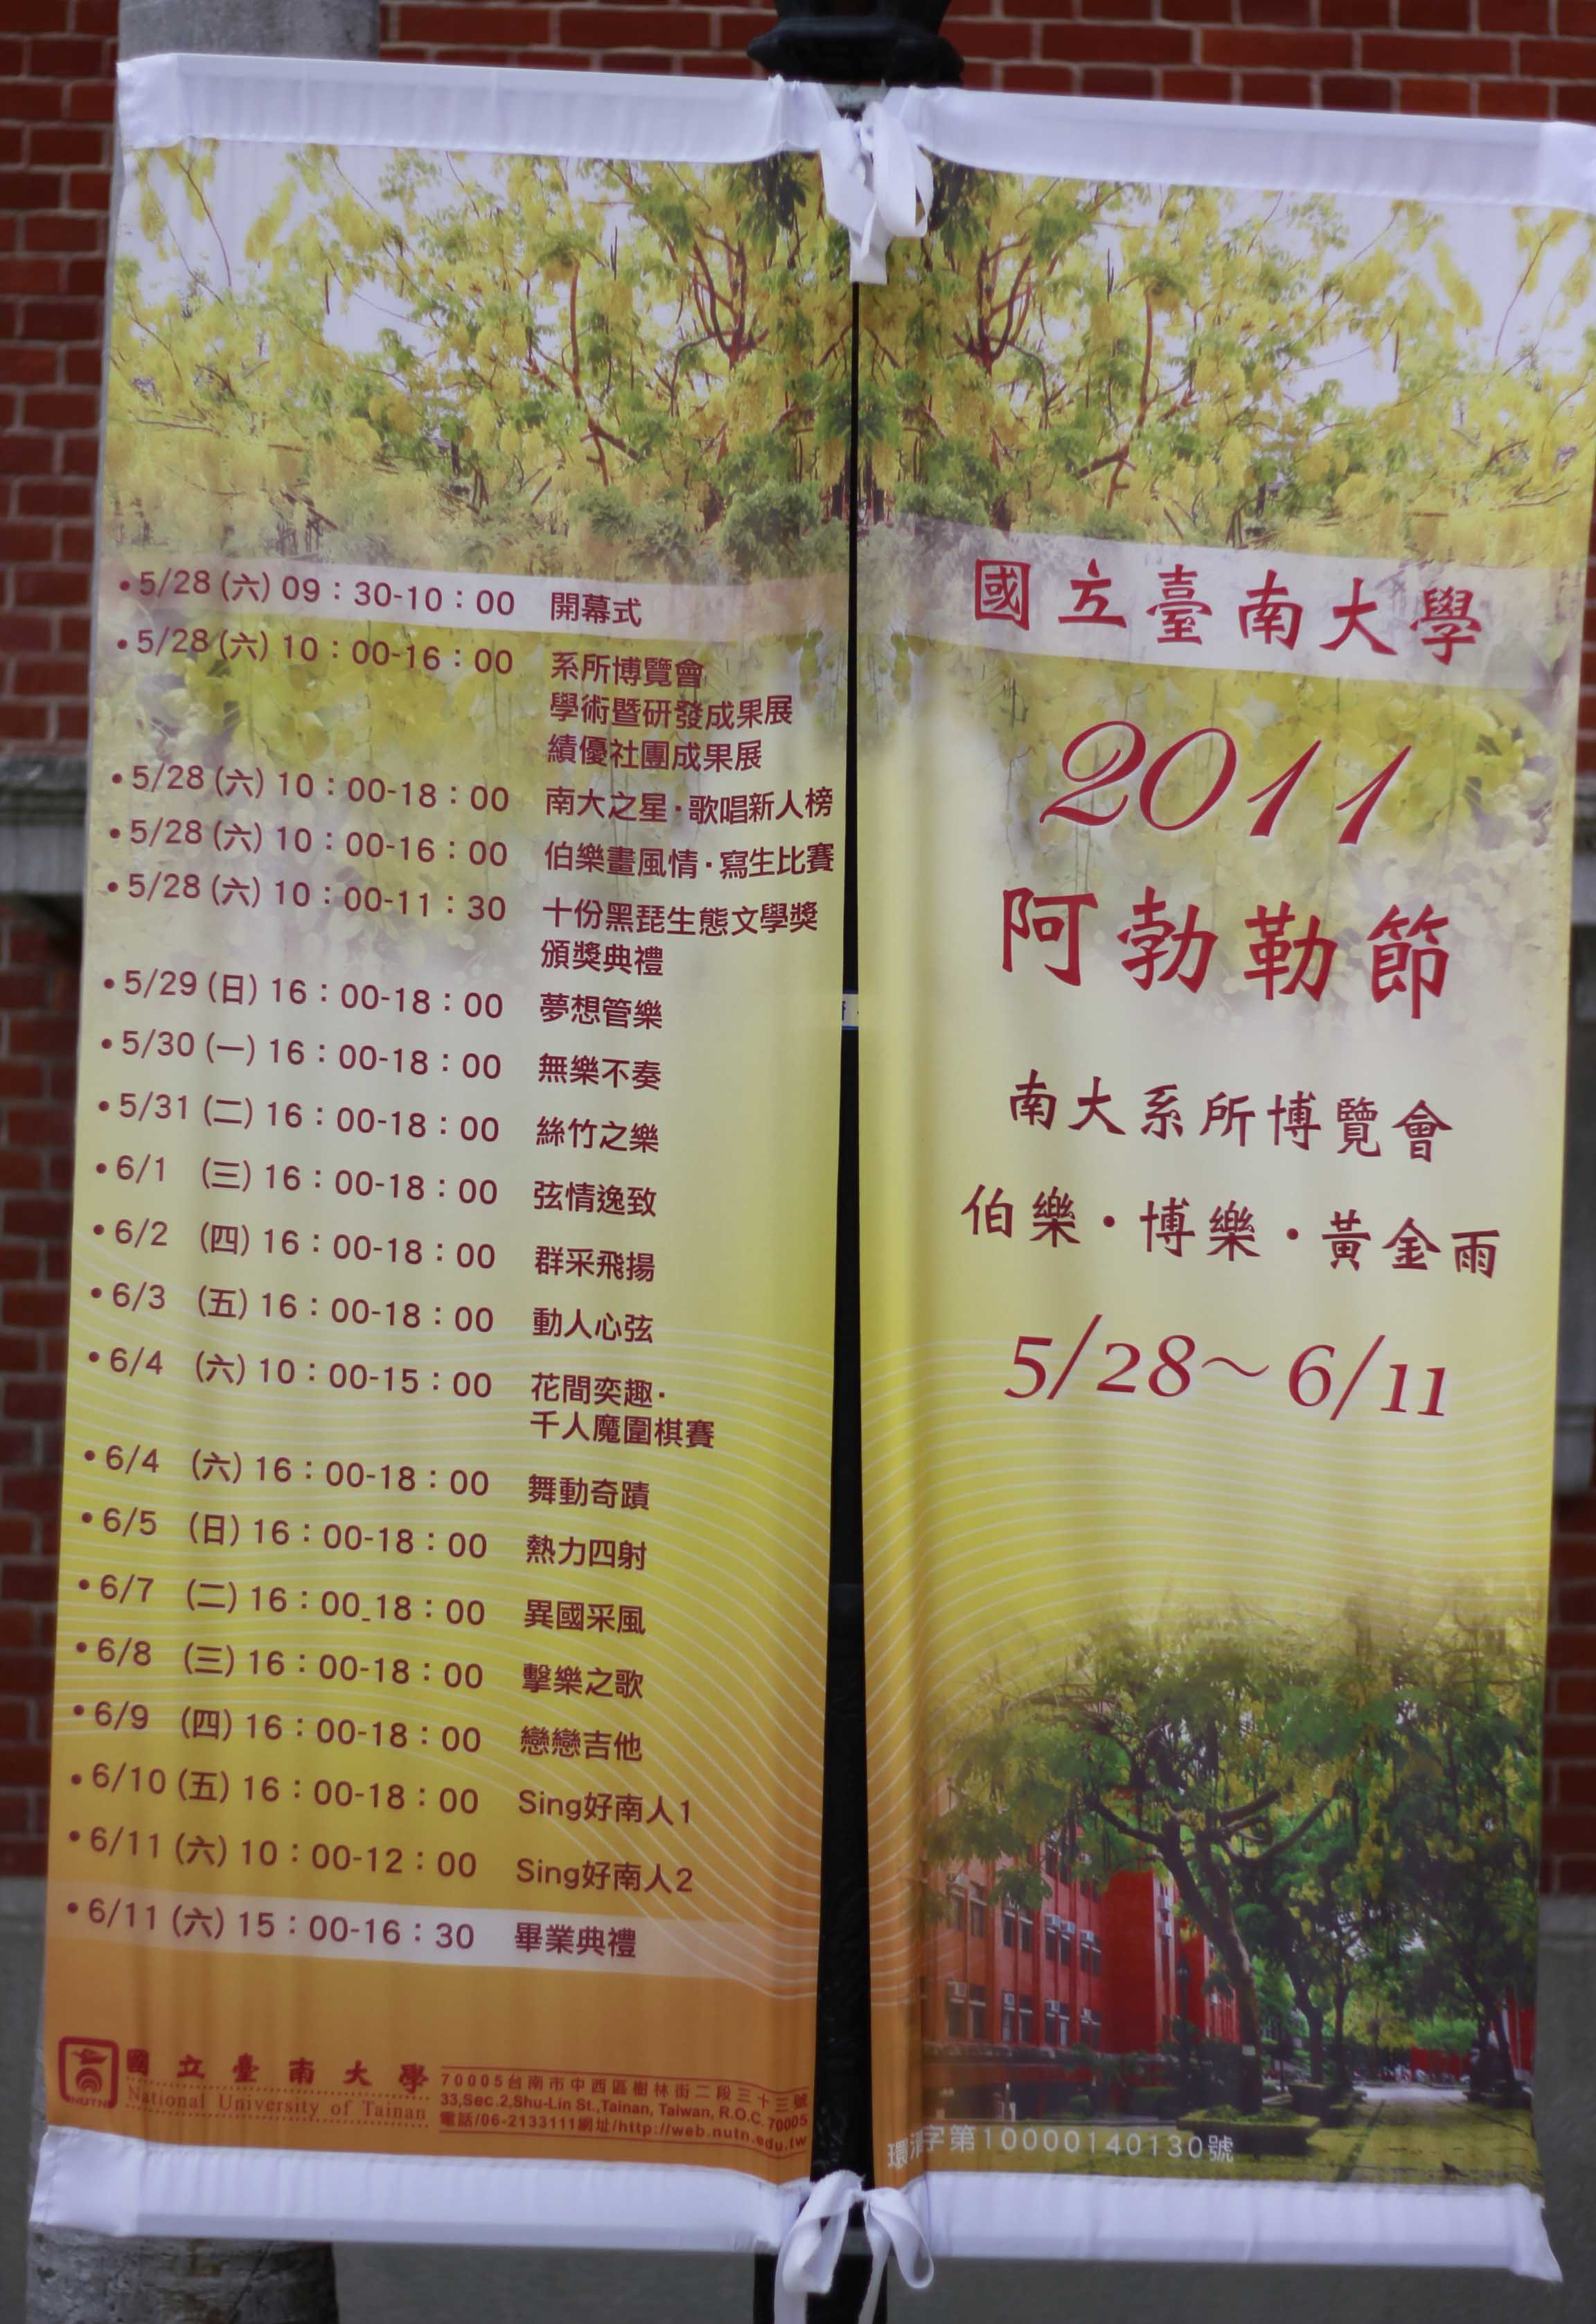 •5/28 (六) 09：30-10：00 開幕式
•5/28 (六) 10：00-16：00 系所博覽會
學術暨研發成果展
績優社團成果展
•5/28 (六) 10：00-18：00 南大之星·歌唱新人榜
•5/28 (六) 10：00-16：00 伯樂畫風情·寫生比賽
•5/28 (六) 10：00-11：30 十份黑琵生態文學獎
頒獎典禮
•5/29 (日) 16：00-18：00 夢想管樂
•5/30 (一) 16：00-18：00 無樂不奏
•5/31 (二) 16：00-18：00 絲竹之樂
•6/1 (三) 16：00-18：00 弦情逸致
•6/2 (四) 16：00-18：00 群采飛揚
•6/3 (五) 16：00-18：00 動人心弦
•6/4 (六) 10：00-15：00 花間奕趣·
千人魔圍棋賽
•6/4 (六) 16：00-18：00 舞動奇蹟
•6/5 (日) 16：00-18：00 熱力四射
•6/7 (二) 16：00-18：00 異國采風
•6/8 (三) 16：00-18：00 擊樂之歌
•6/9 (四) 16：00-18：00 戀戀吉他
•6/10 (五) 16：00-18：00 Sing好南人1
•6/11 (六) 10：00-12：00 Sing好南人2
•6/11 (六) 15：00-16：30 畢業典禮
NUTN
國立臺南大學
National University of Tainan
70005台南市中西區樹林街二段三十三號
33,Sec.2,Shu-Lin St.,Tainan, Taiwan, R.O.C. 70005
電話/06-2133111網址/http://web.nutn.edu.tw
國立臺南大學
2011
阿勃勒節
南大系所博覽會
伯樂·博樂·黃金雨
5/28～6/11
環清字第10000140130號